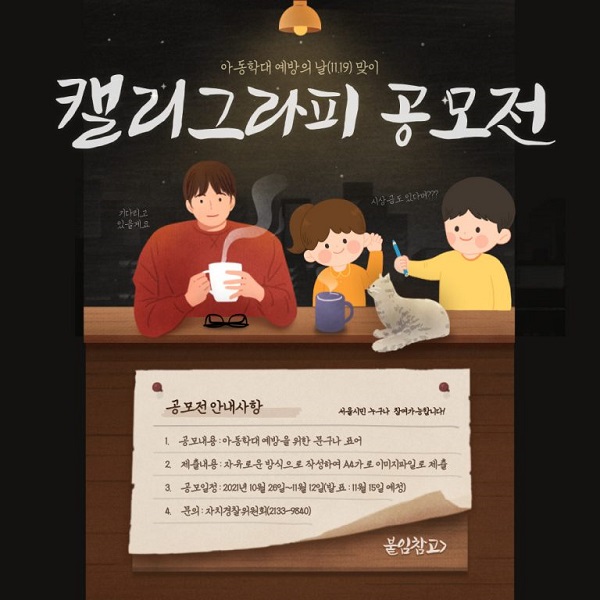 아동학대 예방의 날(11.19) 맞이
캘리그라피 공모전
기다리고
있을게요
시상금도 있다며???
공모전 안내사항
서울시민 누구나 참여가능합니다!
1. 공모내용 : 아동학대 예방을 위한 문구나 표어
2. 제출내용 : 자유로운 방식으로 작성하여 A4가로 이미지파일로 제출
3. 공모일정 : 2021년 10월 26일~11월 12일(발표 : 11월 15일 예정)
4. 문의 : 자치경찰위원회(2133-9840)
붙임참고>